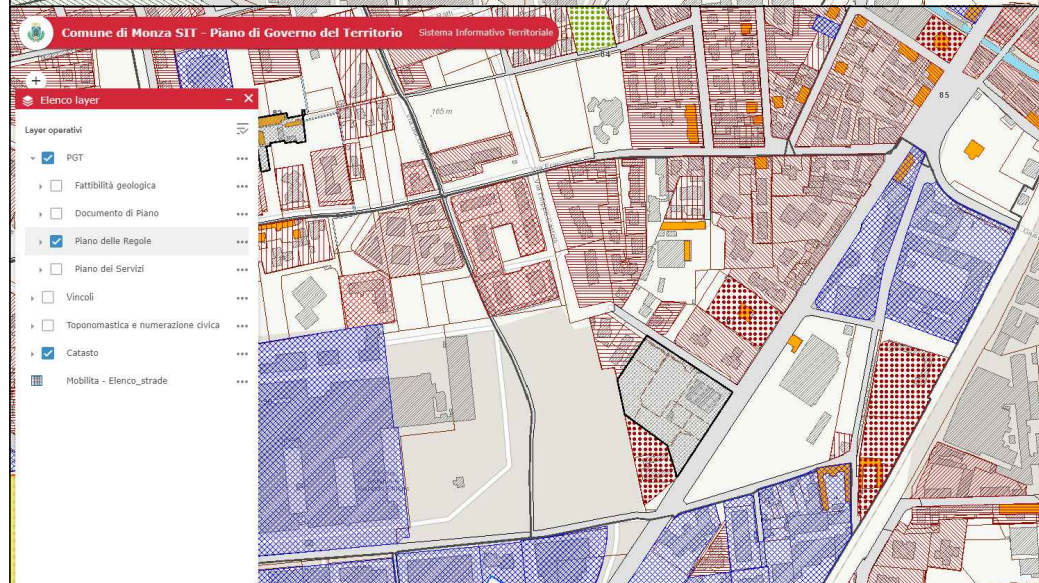 Comune di Monza SIT - Piano di Governo del Territorio Sistema Informativo Territoriale
84
85
165 m
Elenco layer
Layer operativi
PGT
Fattibilità geologica
Documento di Piano
Piano delle Regole
Piano dei Servizi
Vincoli
Toponomastica e numerazione civica
Catasto
Mobilita - Elenco_strade